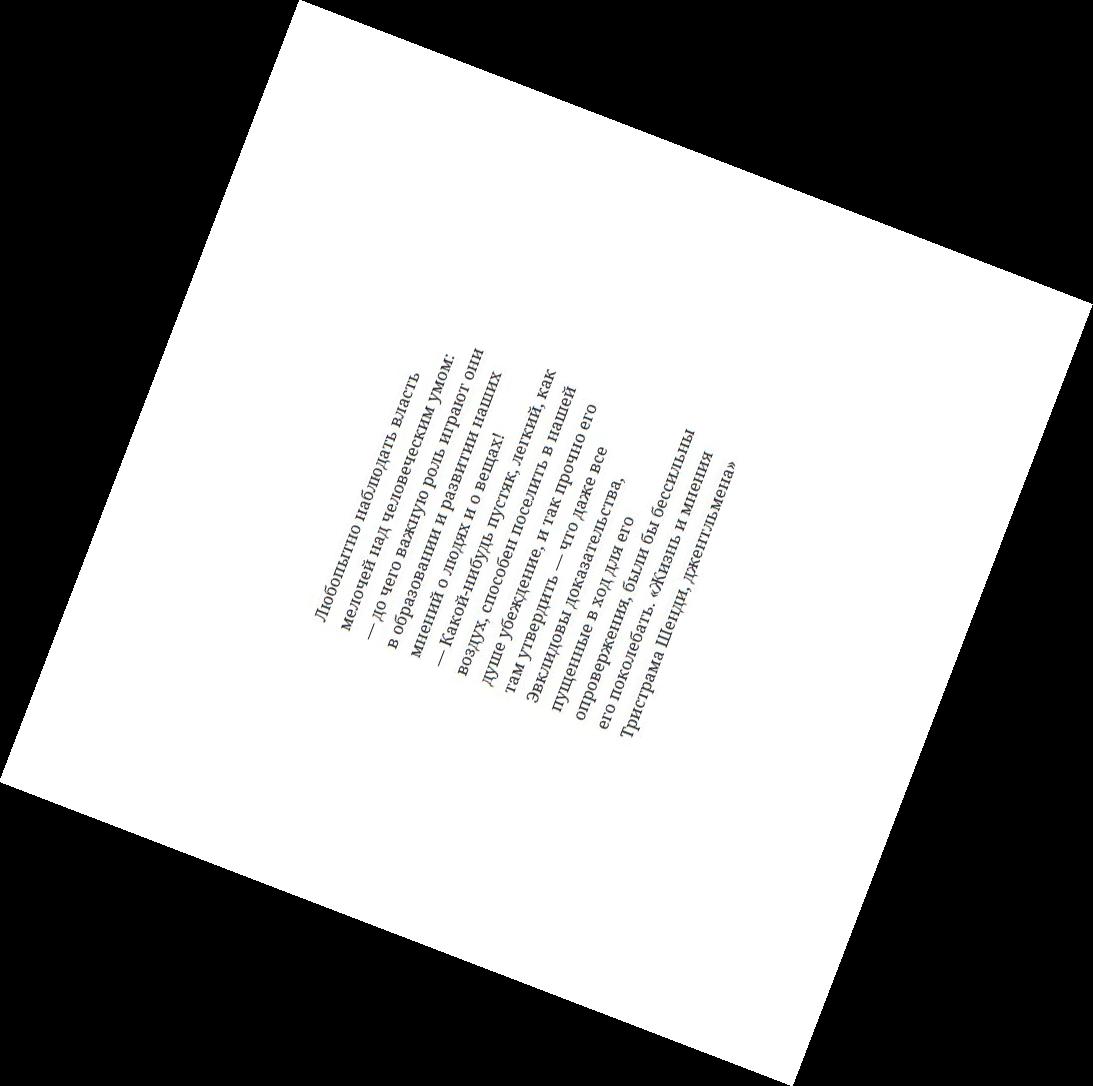 Любопытно наблюдать власть
мелочей над человеческим умом:
— до чего важную роль играют они
в образовании и развитии наших
мнений о людях и о вещах!
— Какой-нибудь пустяк, легкий, как
воздух, способен поселить в нашей
душе убеждение, и так прочно его
там утвердить — что даже все
Эвклидовы доказательства,
пущенные в ход для его
опровержения, были бы бессильны
его поколебать. «Жизнь и мнения
Тристрама Шенди, джентльмена»